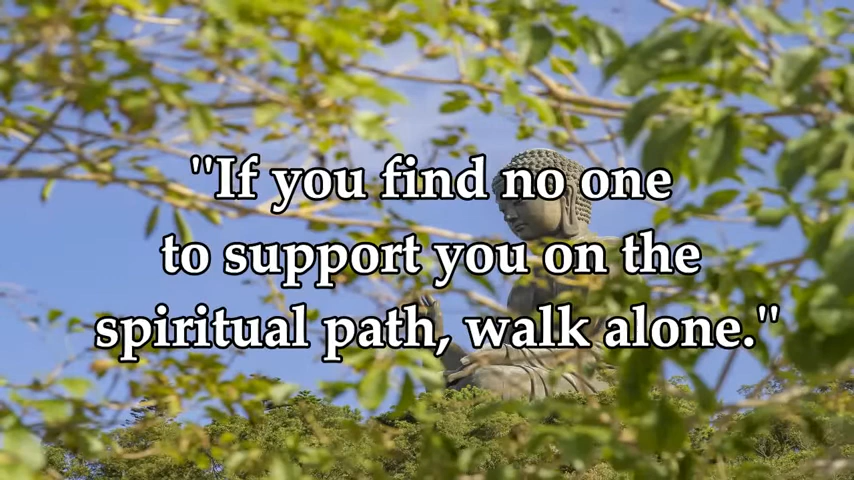 "If you find no one
to support you on the
spiritual path, walk alone."